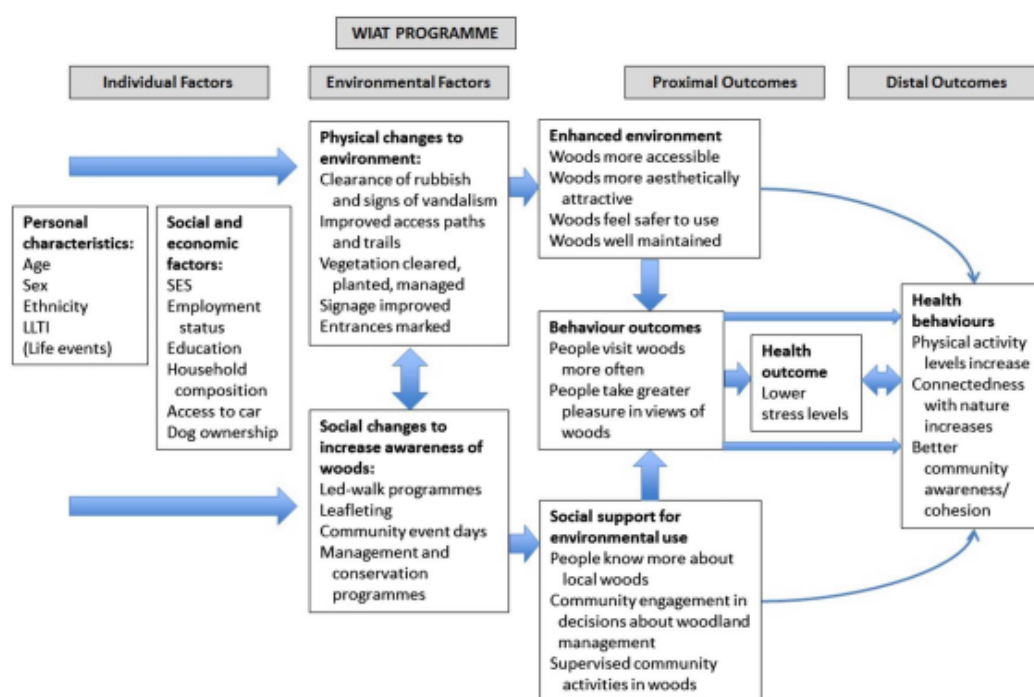 WIAT PROGRAMME
Individual Factors
Environmental Factors
Proximal Outcomes
Distal Outcomes
Personal
characteristics:
Age
Sex
Ethnicity
LLTI
(Life events)
Social and
economic
factors:
SES
Employment
status
Education
Household
composition
Access to car
Dog ownership
Physical changes to
environment:
Clearance of rubbish
and signs of vandalism
Improved access paths
and trails
Vegetation cleared,
planted, managed
Signage improved
Entrances marked
Social changes to
increase awareness of
woods:
Led-walk programmes
Leafleting
Community event days
Management and
conservation
programmes
Enhanced environment
Woods more accessible
Woods more aesthetically
attractive
Woods feel safer to use
Woods well maintained
Behaviour outcomes
People visit woods
more often
People take greater
pleasure in views of
woods
Social support for
environmental use
People know more about
local woods
Community engagement in
decisions about woodland
management
Supervised community
activities in woods
Health
outcome
Lower
stress levels
Health
behaviours
Physical activity
levels increase
Connectedness
with nature
increases
Better
community
awareness/
cohesion